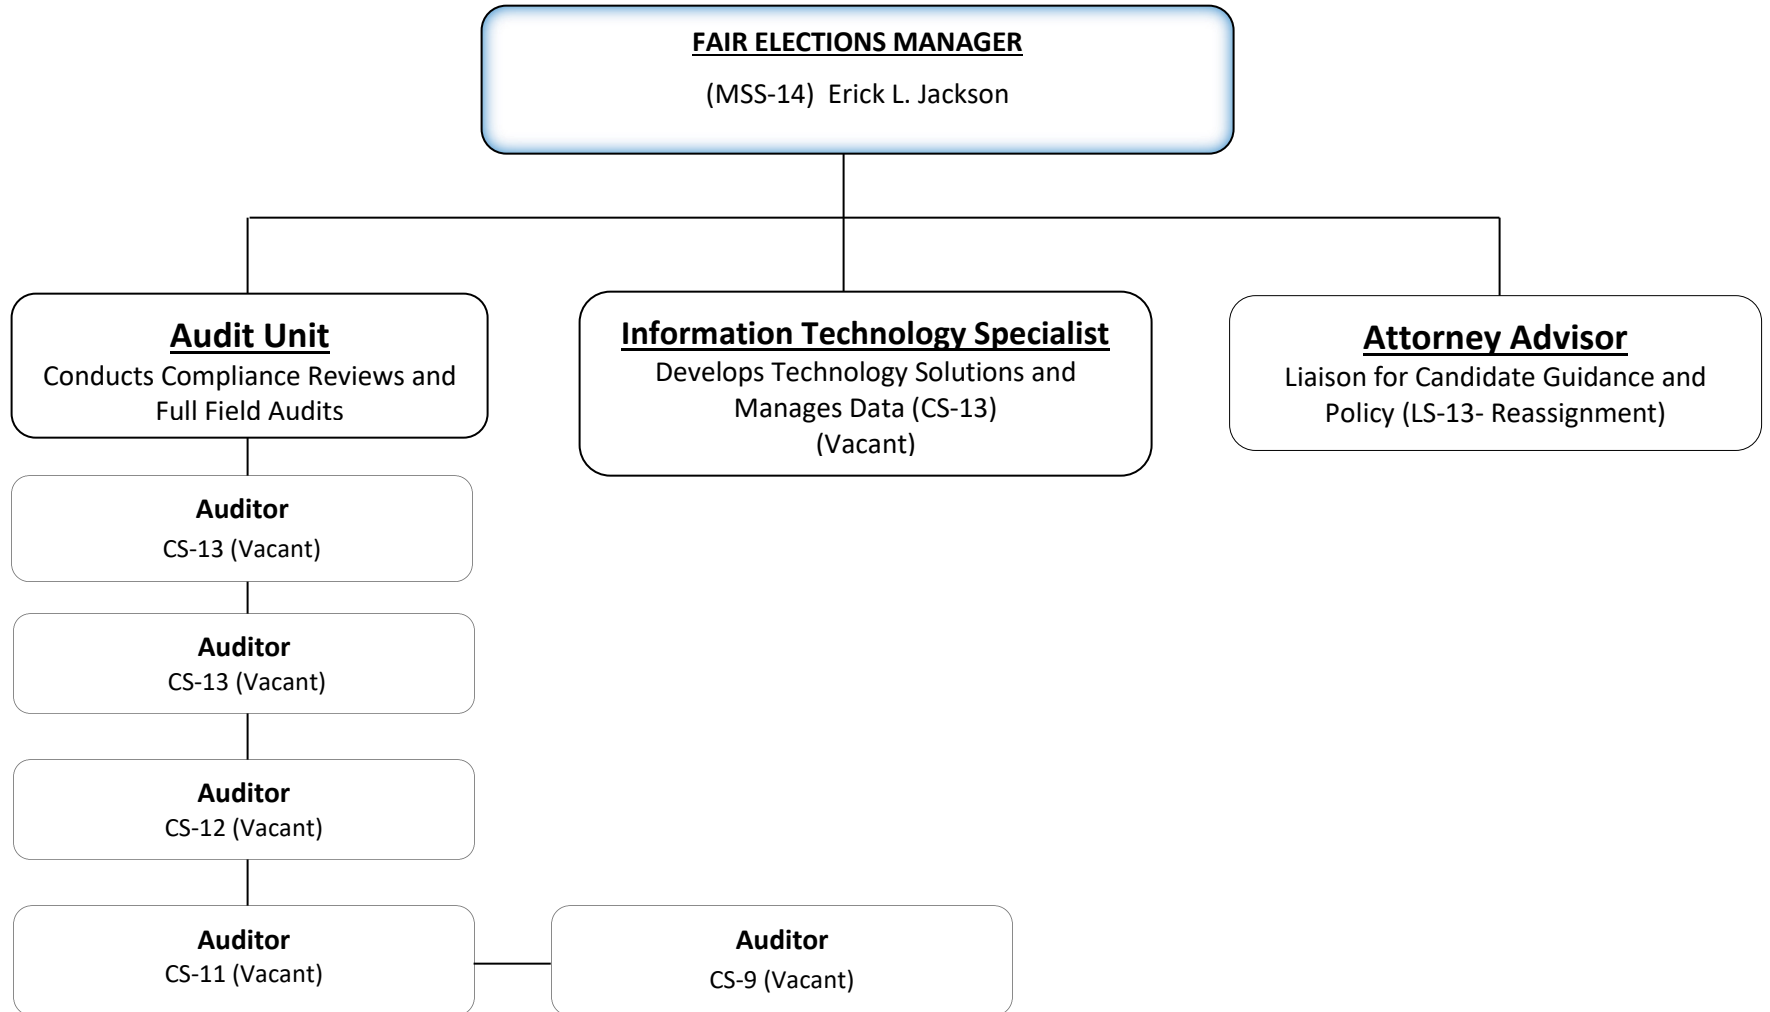 FAIR ELECTIONS MANAGER
(MSS-14) Erick L. Jackson
Audit Unit
Conducts Compliance Reviews and
Full Field Audits
Information Technology Specialist
Develops Technology Solutions and
Manages Data (CS-13)
(Vacant)
Attorney Advisor
Liaison for Candidate Guidance and
Policy (LS-13- Reassignment)
Auditor
CS-13 (Vacant)
Auditor
CS-13 (Vacant)
Auditor
CS-12 (Vacant)
Auditor
CS-11 (Vacant)
Auditor
CS-9 (Vacant)